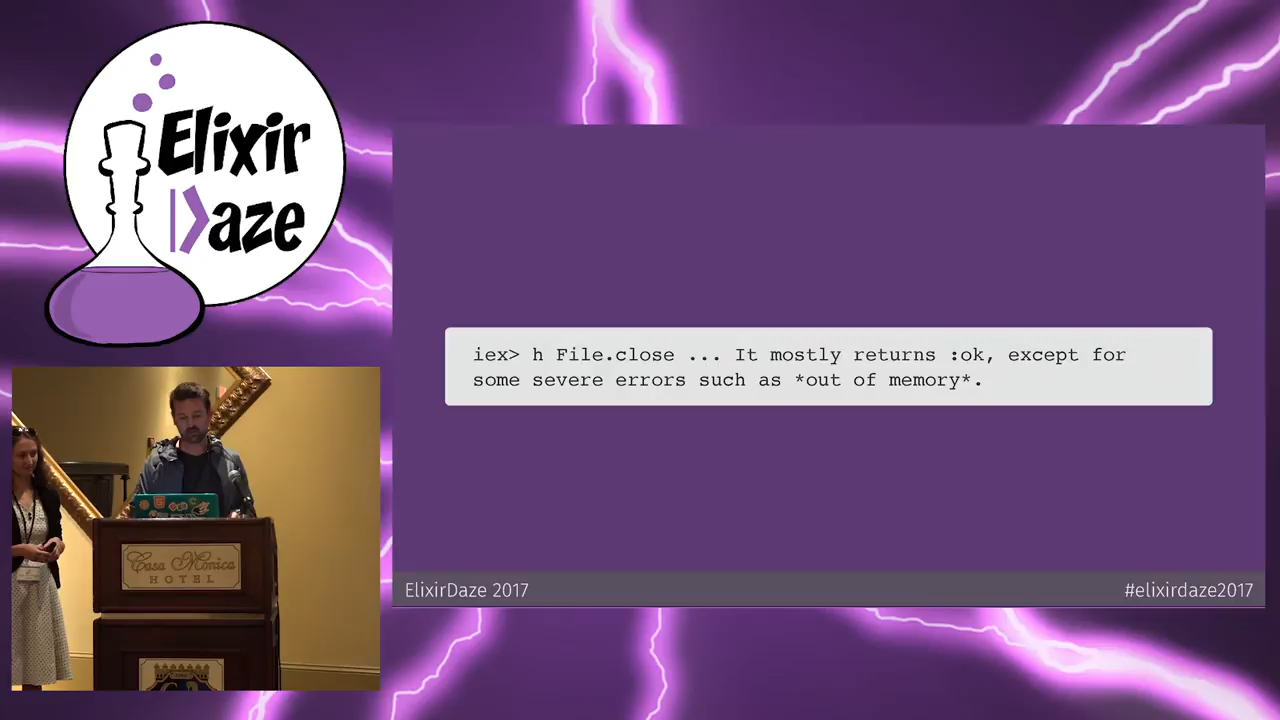 Elixir
Daze
iex> h File.close ... It mostly returns :ok, except for
some severe errors such as *out of memory*.
Casa Monica
HOTEL
ElixirDaze 2017
#elixirdaze2017